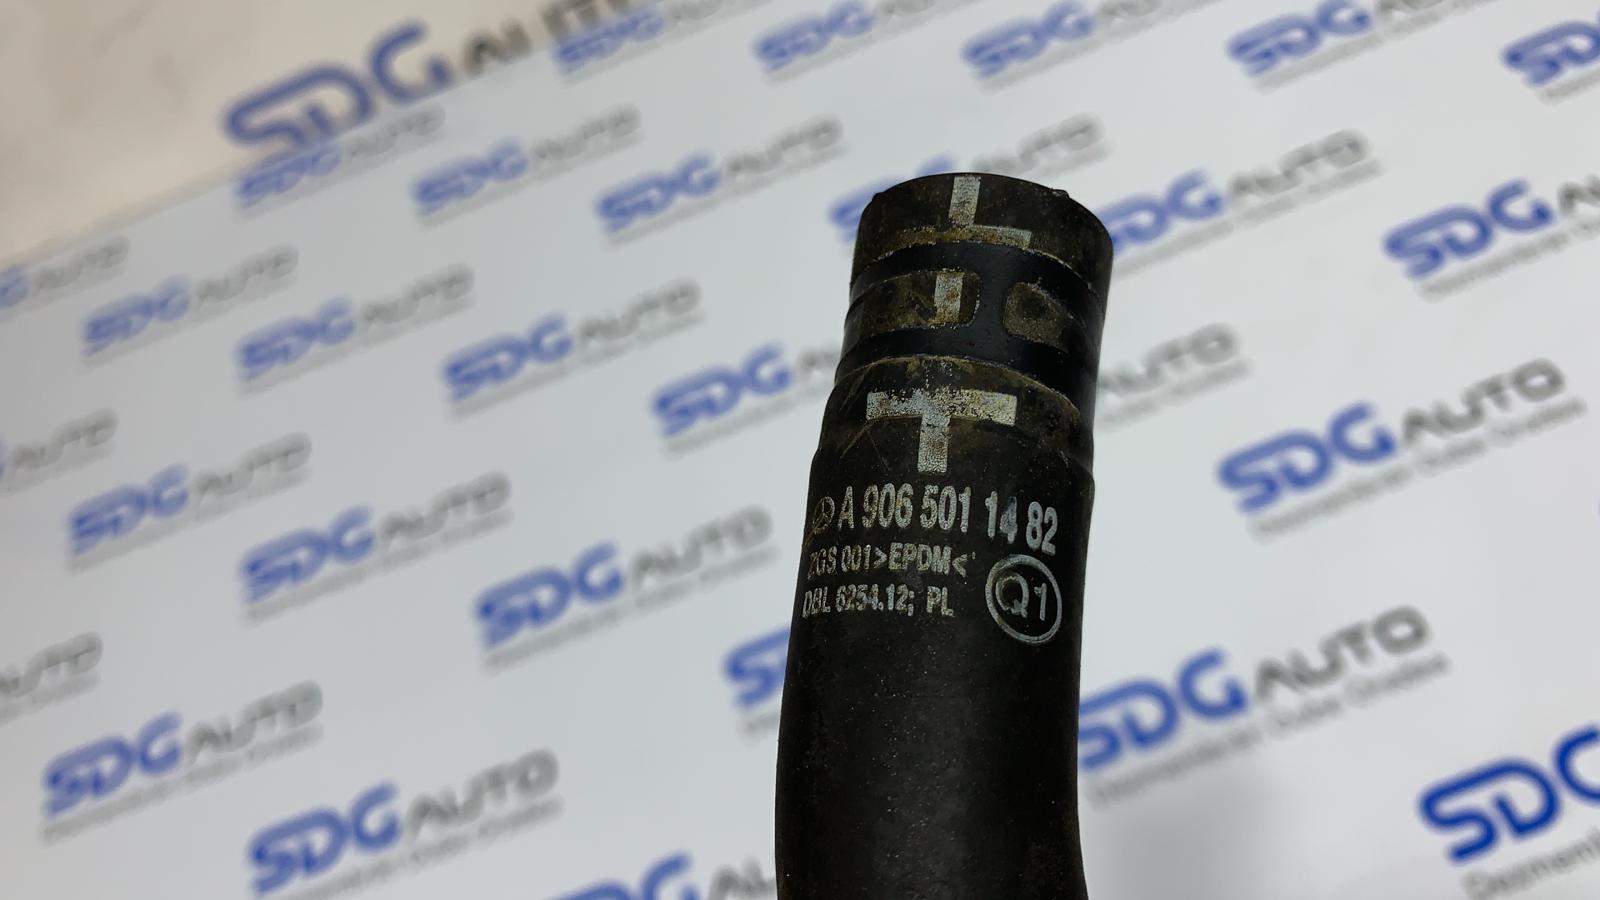 SDG AUTO
A 906 501 14 82
ZGS 001>EPDM<
DBL 6254.12; PL
Q1